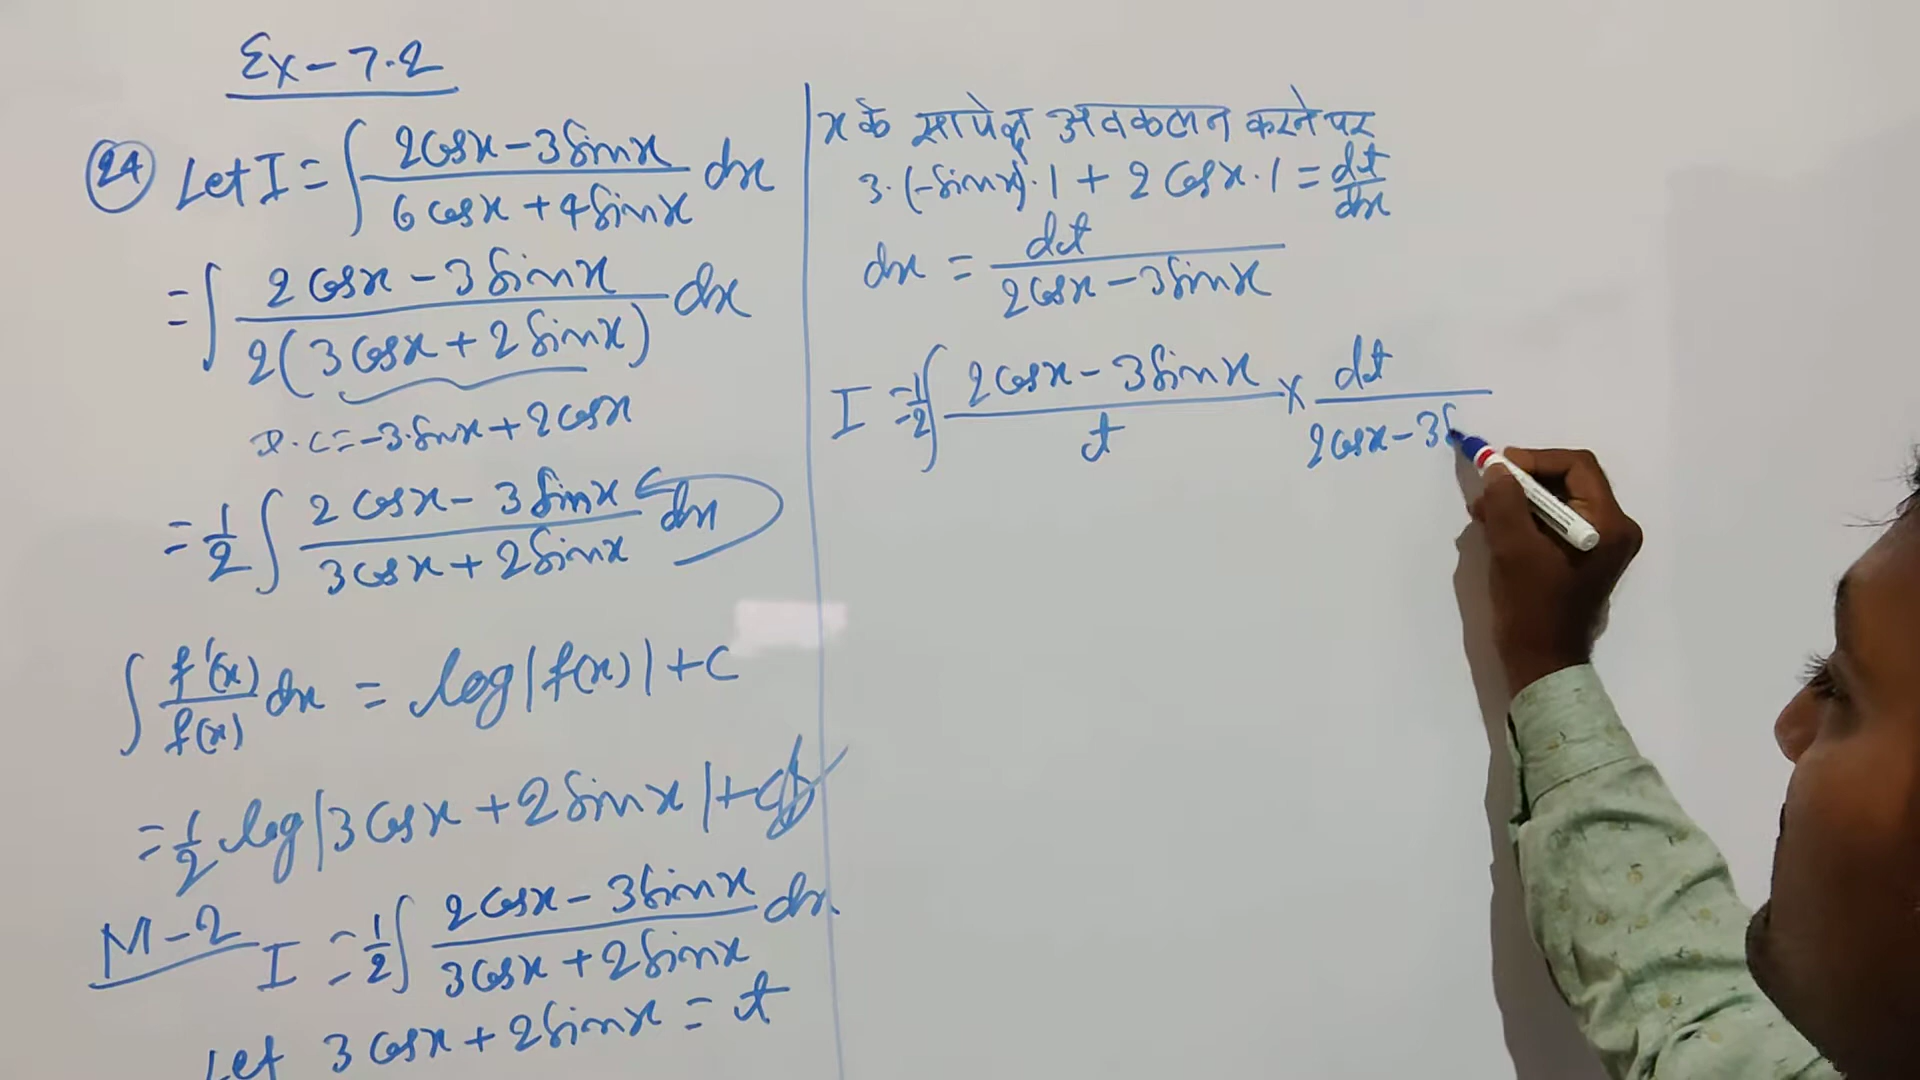 Ex-7.2
24 Let I = ∫ (2cosx-3sinx)/(6cosx+4sinx) dx
= ∫ (2cosx-3sinx)/(2(3cosx+2sinx)) dx
D.C = -3.sinx+2cosx
= 1/2 ∫ (2cosx-3sinx)/(3cosx+2sinx) dx
∫ f'(x)/f(x) dx = log|f(x)|+C
= 1/2 log|3cosx+2sinx|+C
M-2 I = 1/2 ∫ (2cosx-3sinx)/(3cosx+2sinx) dx
Let 3cosx+2sinx = t
x के सापेक्ष अवकलन करने पर
3.(-sinx).1 + 2cosx.1 = dt/dx
dx = dt/(2cosx-3sinx)
I = 1/2 ∫ (2cosx-3sinx)/t × dt/(2cosx-3s